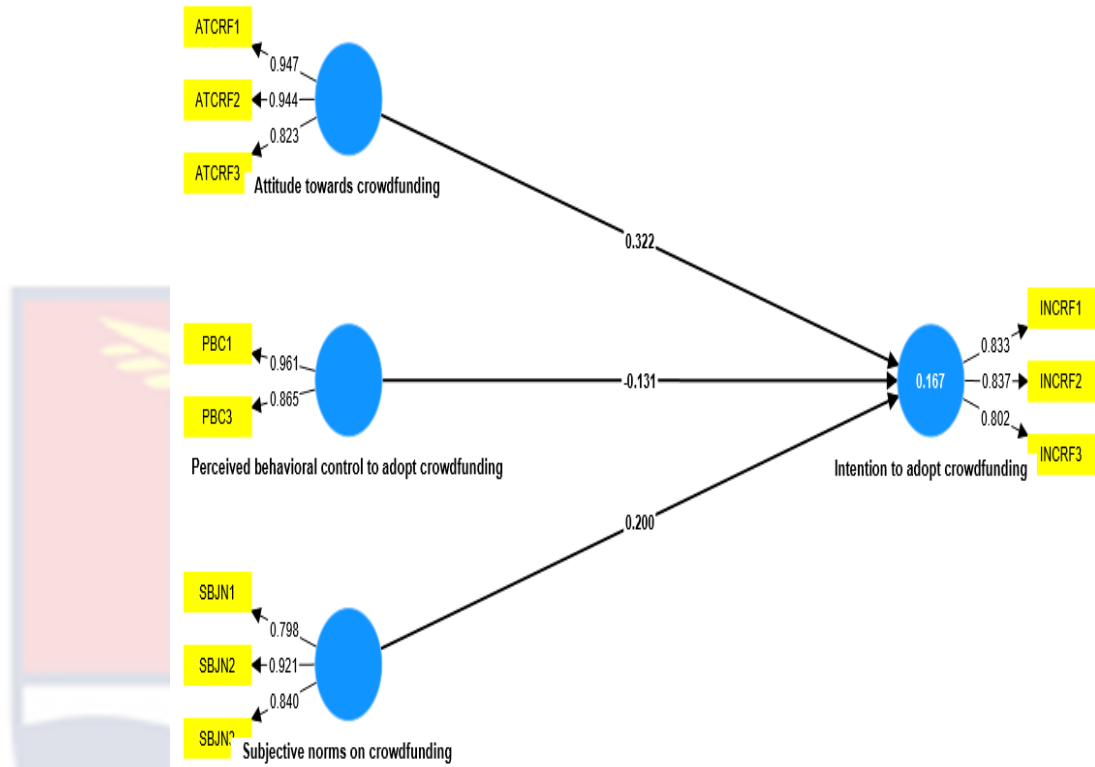 ATCRF1
0.947
ATCRF2
0.944
0.823
ATCRF3
Attitude towards crowdfunding
0.322
PBC1
0.961
0.865
PBC3
Perceived behavioral control to adopt crowdfunding
-0.131
0.167
INCRF1
0.833
0.837
INCRF2
0.802
INCRF3
Intention to adopt crowdfunding
0.200
SBJN1
0.798
SBJN2
0.921
0.840
SBJN3
Subjective norms on crowdfunding